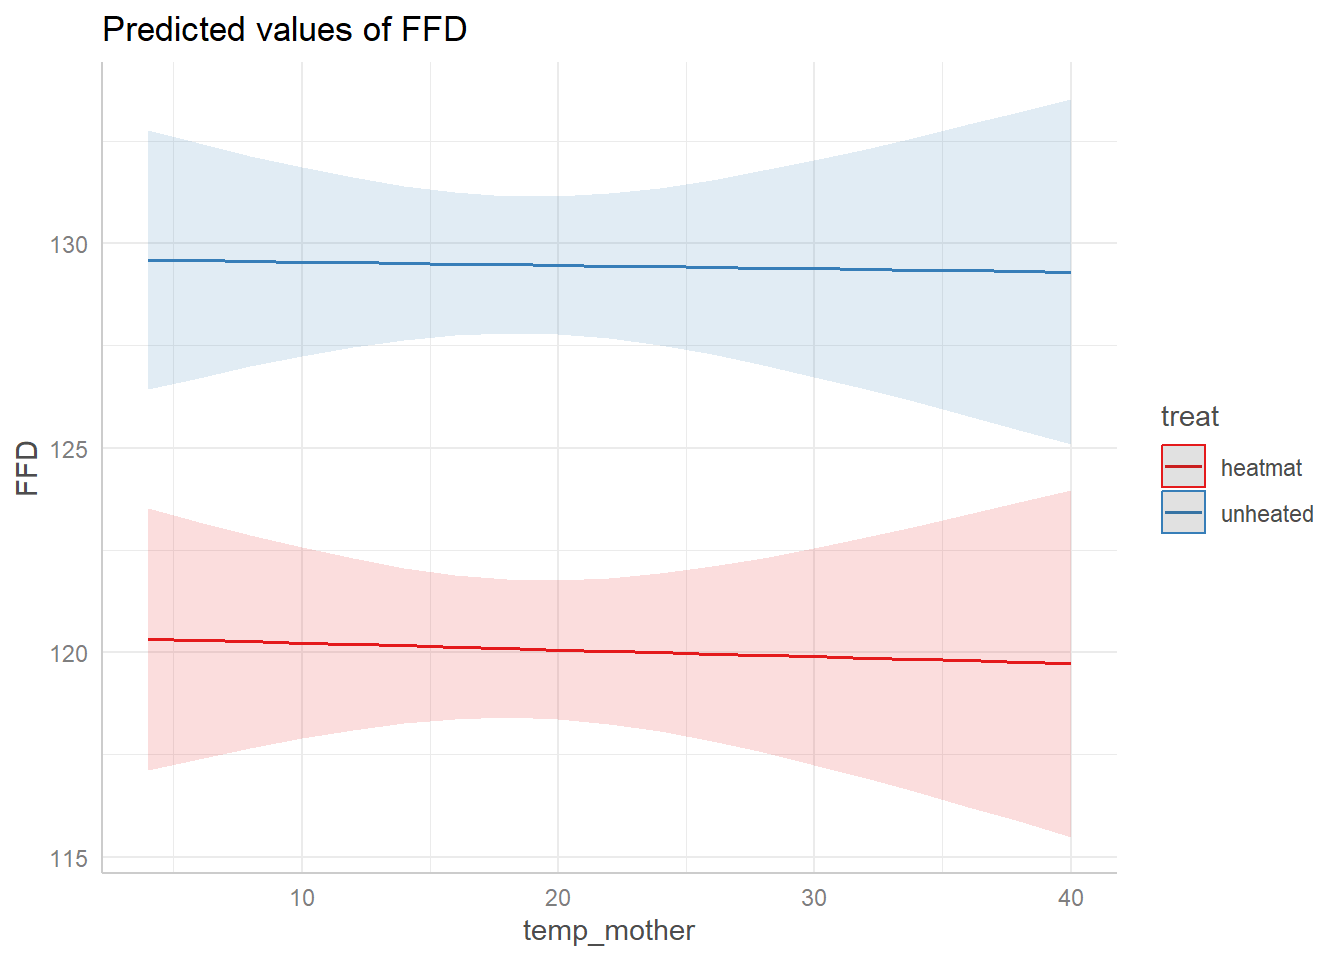 Predicted values of FFD
130
125
120
115
FFD
10 20 30 40
temp_mother
treat
heatmat
unheated